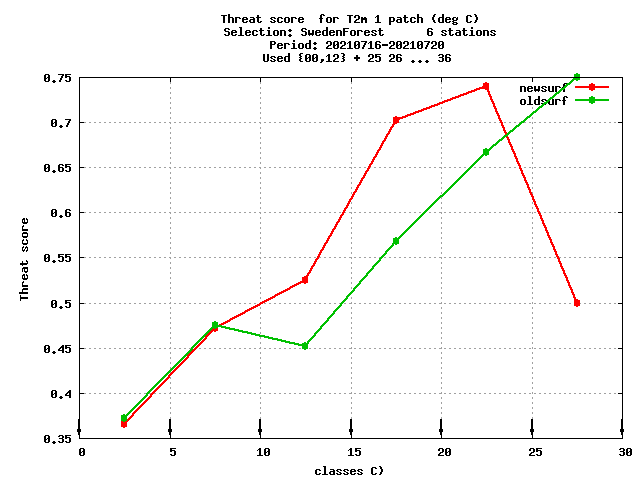 Threat score  for T2m 1 patch (deg C)
Selection: SwedenForest      6 stations
Period: 20210716-20210720
Used {00,12} + 25 26 ... 36
newsurf
oldsurf
0.75
0.7
0.65
0.6
0.55
0.5
0.45
0.4
0.35
Threat score
0 5 10 15 20 25 30
classes C)